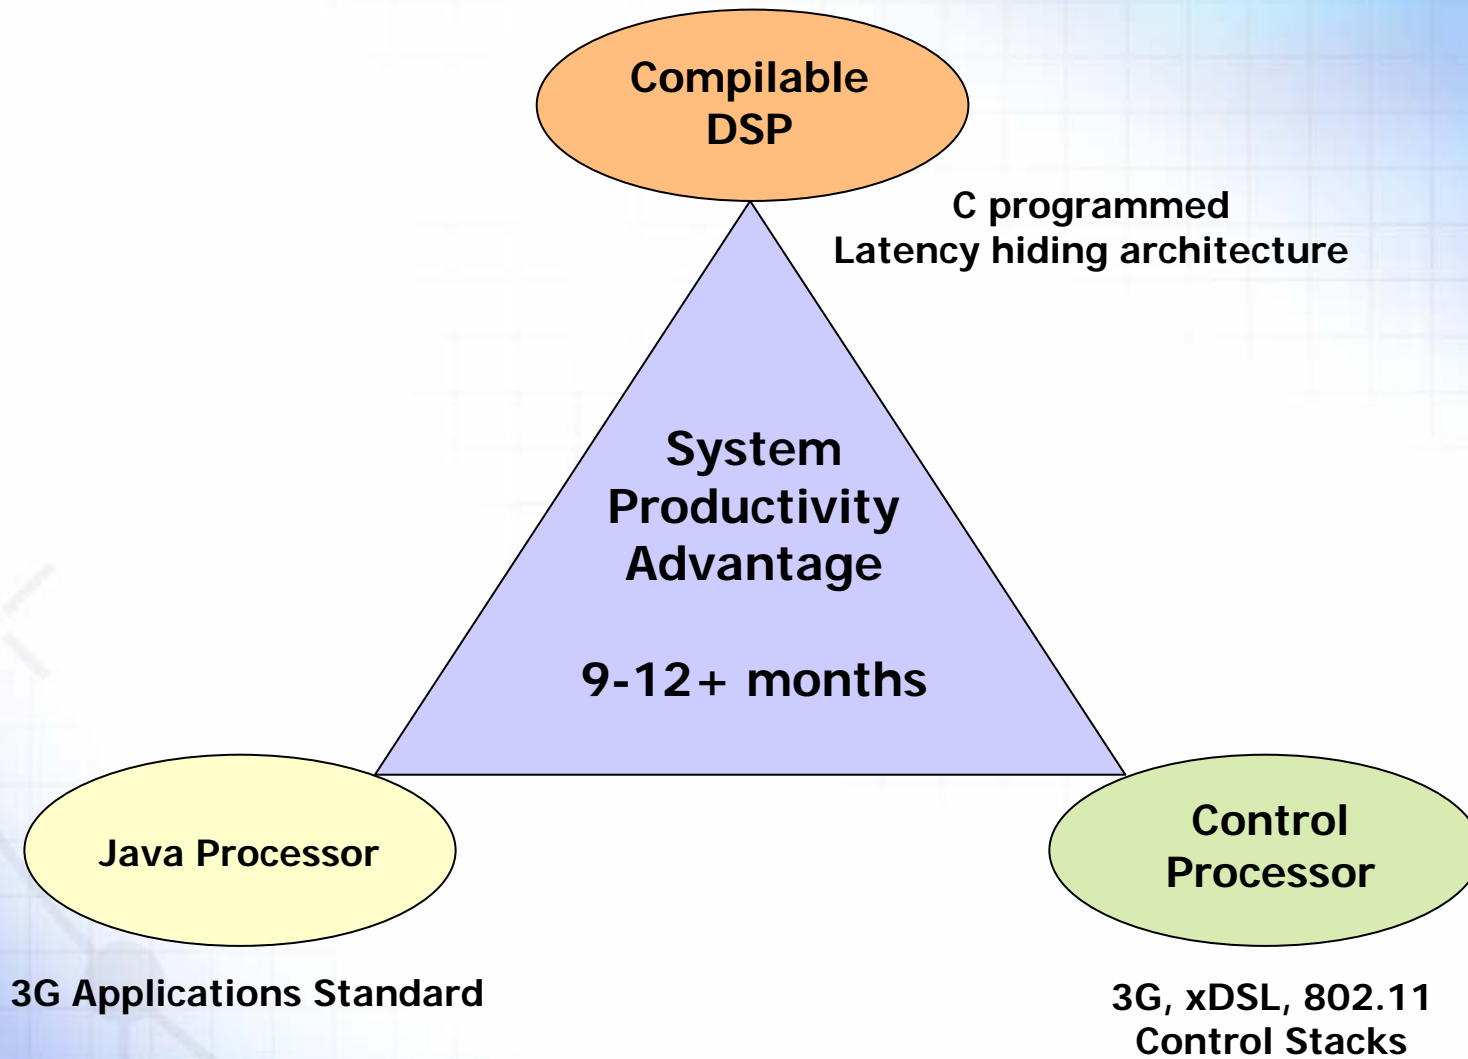 Compilable
DSP
C programmed
Latency hiding architecture
System
Productivity
Advantage
9-12+ months
Java Processor
3G Applications Standard
Control
Processor
3G, xDSL, 802.11
Control Stacks